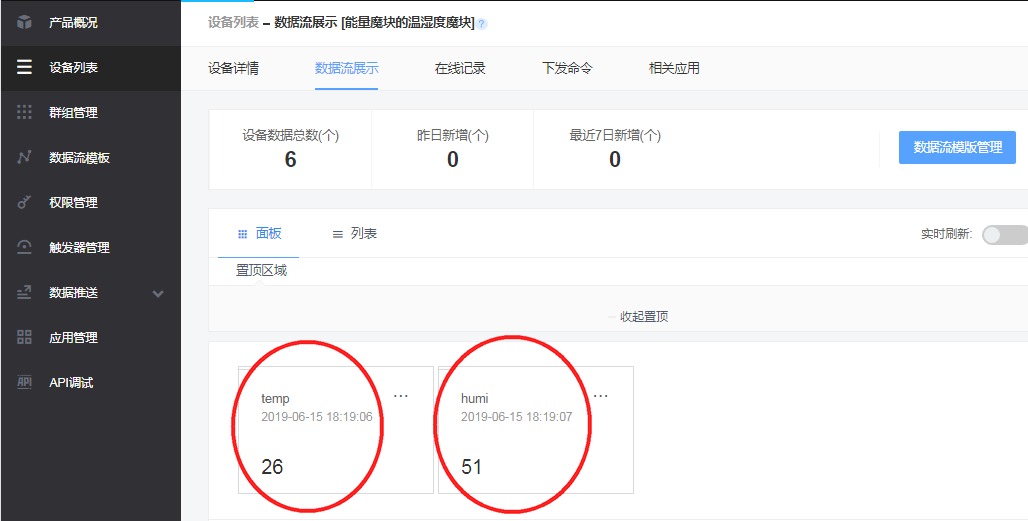 产品概况
设备列表
群组管理
数据流模板
权限管理
触发器管理
数据推送
应用管理
API
API调试
设备列表 – 数据流展示 [能量魔块的温湿度魔块] ?
设备详情 数据流展示 在线记录 下发命令 相关应用
设备数据总数(个) 昨日新增(个) 最近7日新增(个)
6 0 0
数据流模版管理
面板 列表 实时刷新:
置顶区域
收起置顶
temp ...
2019-06-15 18:19:06
26
humi ...
2019-06-15 18:19:07
51